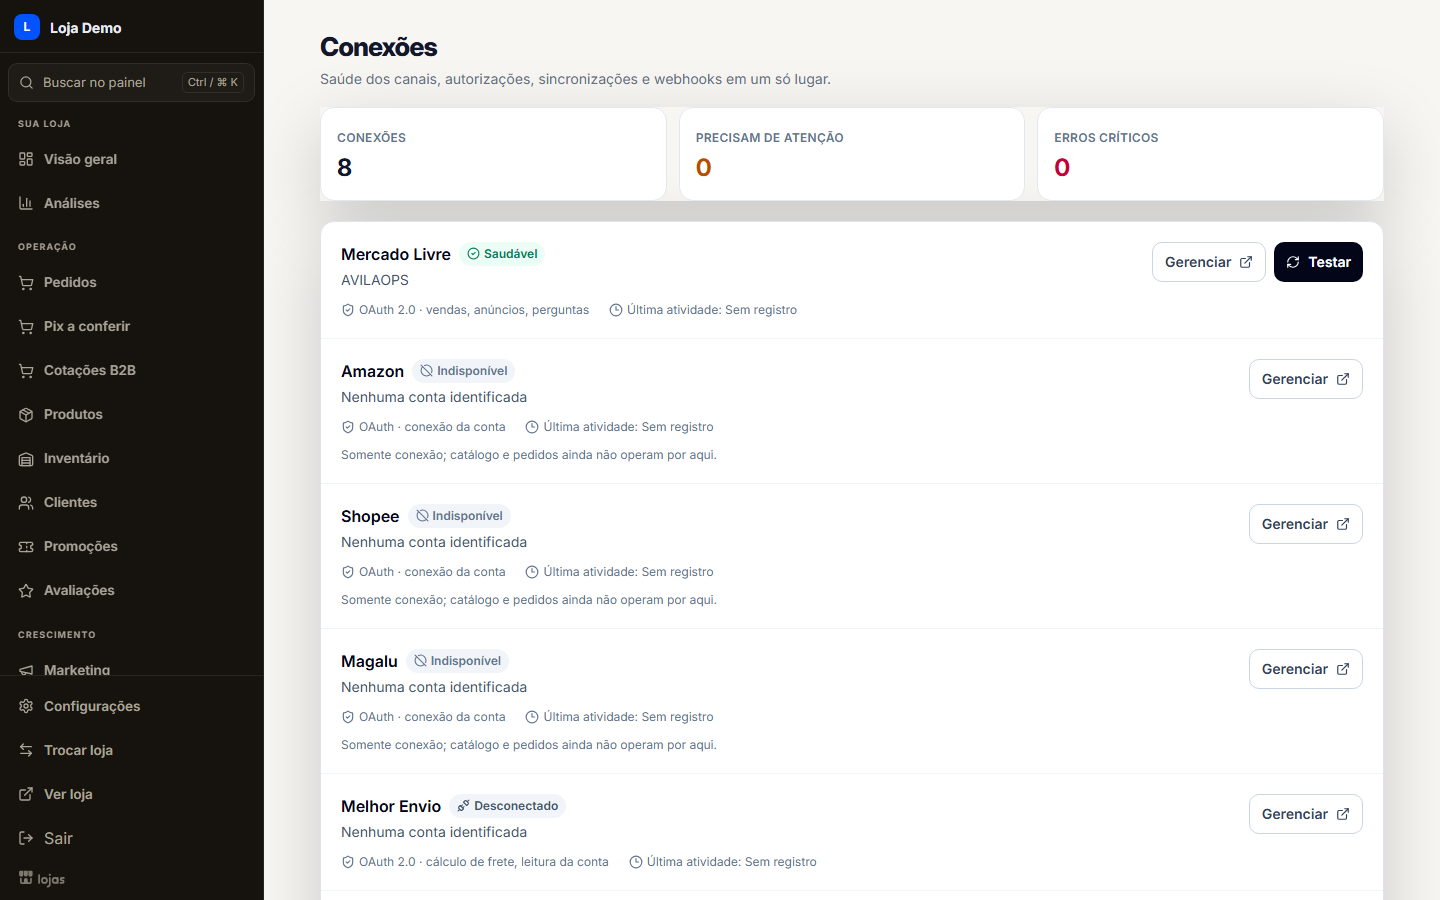 L Loja Demo
Buscar no painel Ctrl / ⌘ K
SUA LOJA
Visão geral
Análises
OPERAÇÃO
Pedidos
Pix a conferir
Cotações B2B
Produtos
Inventário
Clientes
Promoções
Avaliações
CRESCIMENTO
Marketing
Configurações
Trocar loja
Ver loja
Sair
lojas
Conexões
Saúde dos canais, autorizações, sincronizações e webhooks em um só lugar.
CONEXÕES
8
PRECISAM DE ATENÇÃO
0
ERROS CRÍTICOS
0
Mercado Livre Saudável
AVILAOPS
OAuth 2.0 · vendas, anúncios, perguntas Última atividade: Sem registro
Gerenciar Testar
Amazon Indisponível
Nenhuma conta identificada
OAuth · conexão da conta Última atividade: Sem registro
Somente conexão; catálogo e pedidos ainda não operam por aqui.
Gerenciar
Shopee Indisponível
Nenhuma conta identificada
OAuth · conexão da conta Última atividade: Sem registro
Somente conexão; catálogo e pedidos ainda não operam por aqui.
Gerenciar
Magalu Indisponível
Nenhuma conta identificada
OAuth · conexão da conta Última atividade: Sem registro
Somente conexão; catálogo e pedidos ainda não operam por aqui.
Gerenciar
Melhor Envio Desconectado
Nenhuma conta identificada
OAuth 2.0 · cálculo de frete, leitura da conta Última atividade: Sem registro
Gerenciar